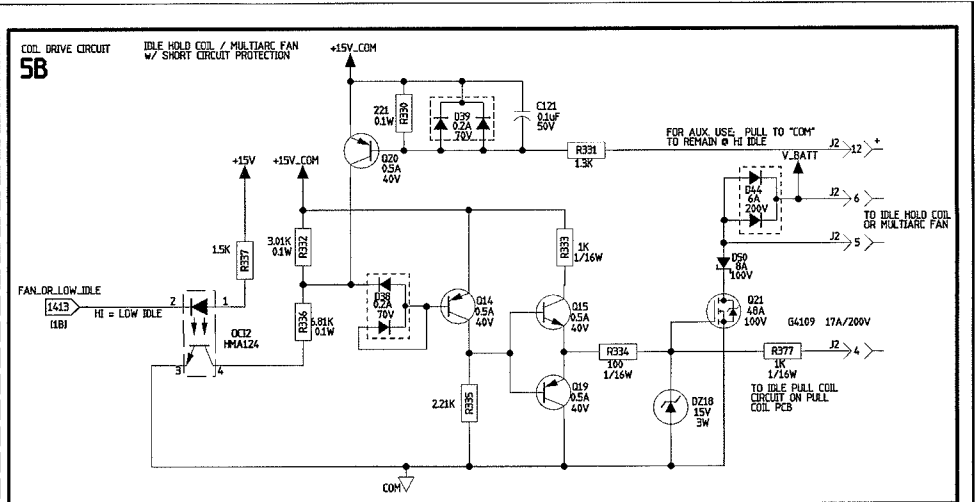 COIL DRIVE CIRCUIT
5B
IDLE HOLD COIL / MULTIARC FAN
W/ SHORT CIRCUIT PROTECTION
+15V_COM
221
0.1W
R330
D39
0.2A
70V
C121
0.1uF
50V
FOR AUX. USE; PULL TO "COM"
TO REMAIN @ HI IDLE
J2
12
+
R331
1.3K
V_BATT
Q20
0.5A
40V
+15V
+15V_COM
D44
6A
200V
J2
6
TO IDLE HOLD COIL
OR MULTIARC FAN
J2
5
1.5K
R337
3.01K
0.1W
R332
R333
1K
1/16W
D50
8A
100V
FAN_OR_LOW_IDLE
1413
(1B)
HI = LOW IDLE
2
1
OCI2
HMA124
3
4
R336
6.81K
0.1W
D38
0.2A
70V
Q14
0.5A
40V
Q15
0.5A
40V
Q21
48A
100V
G4109 17A/200V
R334
100
1/16W
R377
1K
1/16W
J2
4
TO IDLE PULL COIL
CIRCUIT ON PULL
COIL PCB
2.21K
R335
Q19
0.5A
40V
DZ18
15V
3W
COM